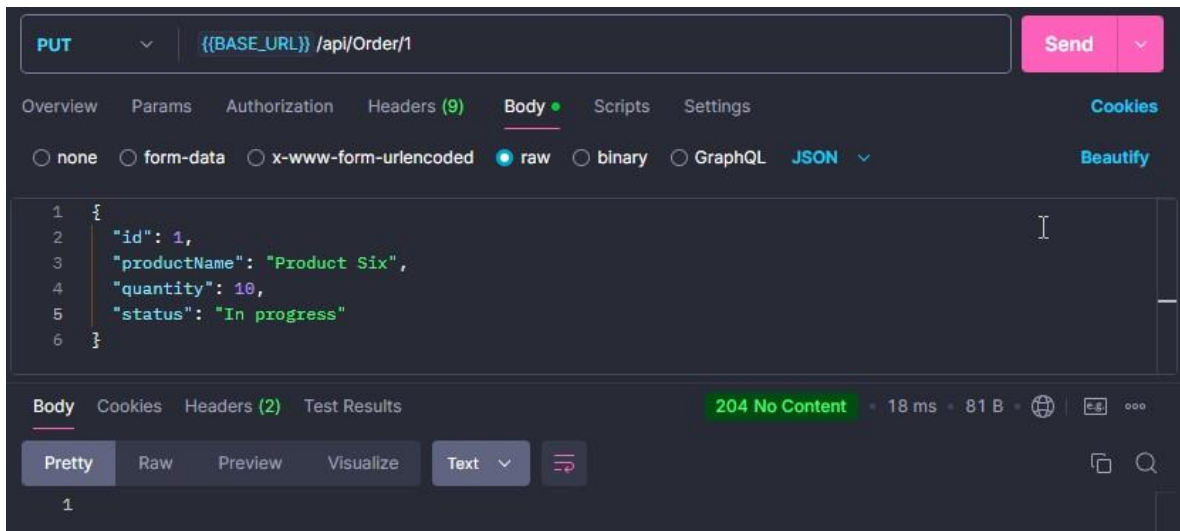 PUT {{BASE_URL}} /api/Order/1 Send
Overview Params Authorization Headers (9) Body Scripts Settings Cookies
none form-data x-www-form-urlencoded raw binary GraphQL JSON Beautify
1 {
2 "id": 1,
3 "productName": "Product Six",
4 "quantity": 10,
5 "status": "In progress"
6 }
Body Cookies Headers (2) Test Results 204 No Content 18 ms 81 B e.g.
Pretty Raw Preview Visualize Text
1